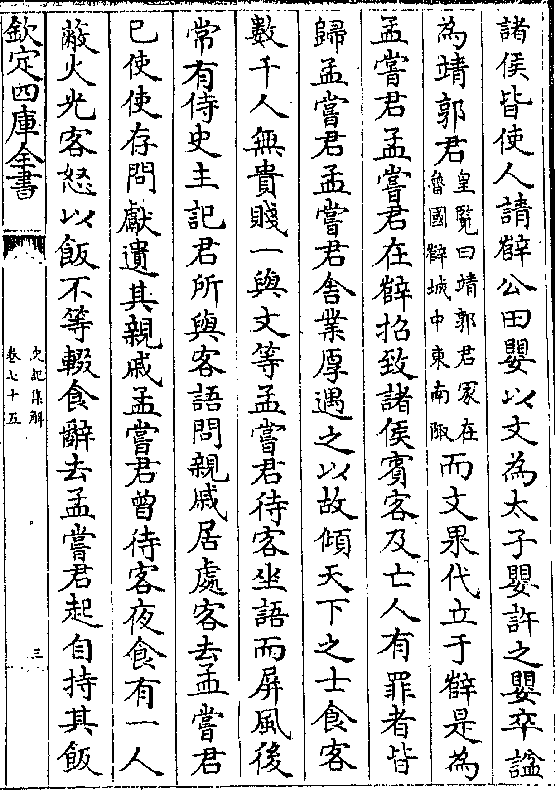 諸侯皆使人請薛公田嬰以文為太子嬰許之嬰卒諡
為靖郭君皇覽曰靖郭君冢在魯國薛城中東南陬而文果代立于薛是為
孟嘗君孟嘗君在薛招致諸侯賓客及亡人有罪者皆
歸孟嘗君孟嘗君舎業厚遇之以故傾天下之士食客
數千人無貴賤一與文等孟嘗君待客坐語而屏風後
常有侍史主記君所與客語問親戚居處客去孟嘗君
已使使存問獻遺其親戚孟嘗君曾待客夜食有一人
蔽火光客怒以飯不等輟食辭去孟嘗君起自持其飯
欽定四庫全書
史記集解
卷七十五
三